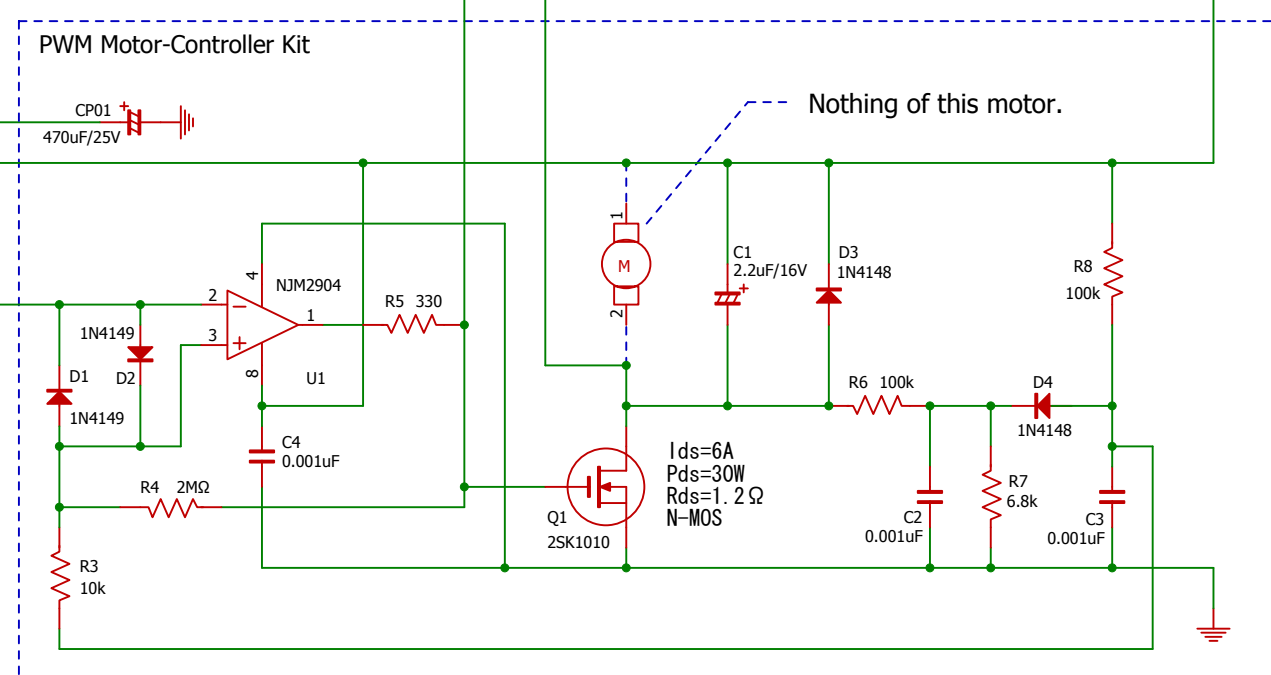 PWM Motor-Controller Kit
Nothing of this motor.
CP01
+
470uF/25V
1
M
2
C1
2.2uF/16V
+
D3
1N4148
R8
100k
4
NJM2904
2
−
3
+
1
8
U1
R5 330
1N4149
D2
D1
1N4149
R6 100k
D4
1N4148
C4
0.001uF
R4 2MΩ
Ids=6A
Pds=30W
Rds=1.2Ω
N-MOS
Q1
2SK1010
R7
6.8k
C2
0.001uF
C3
0.001uF
R3
10k